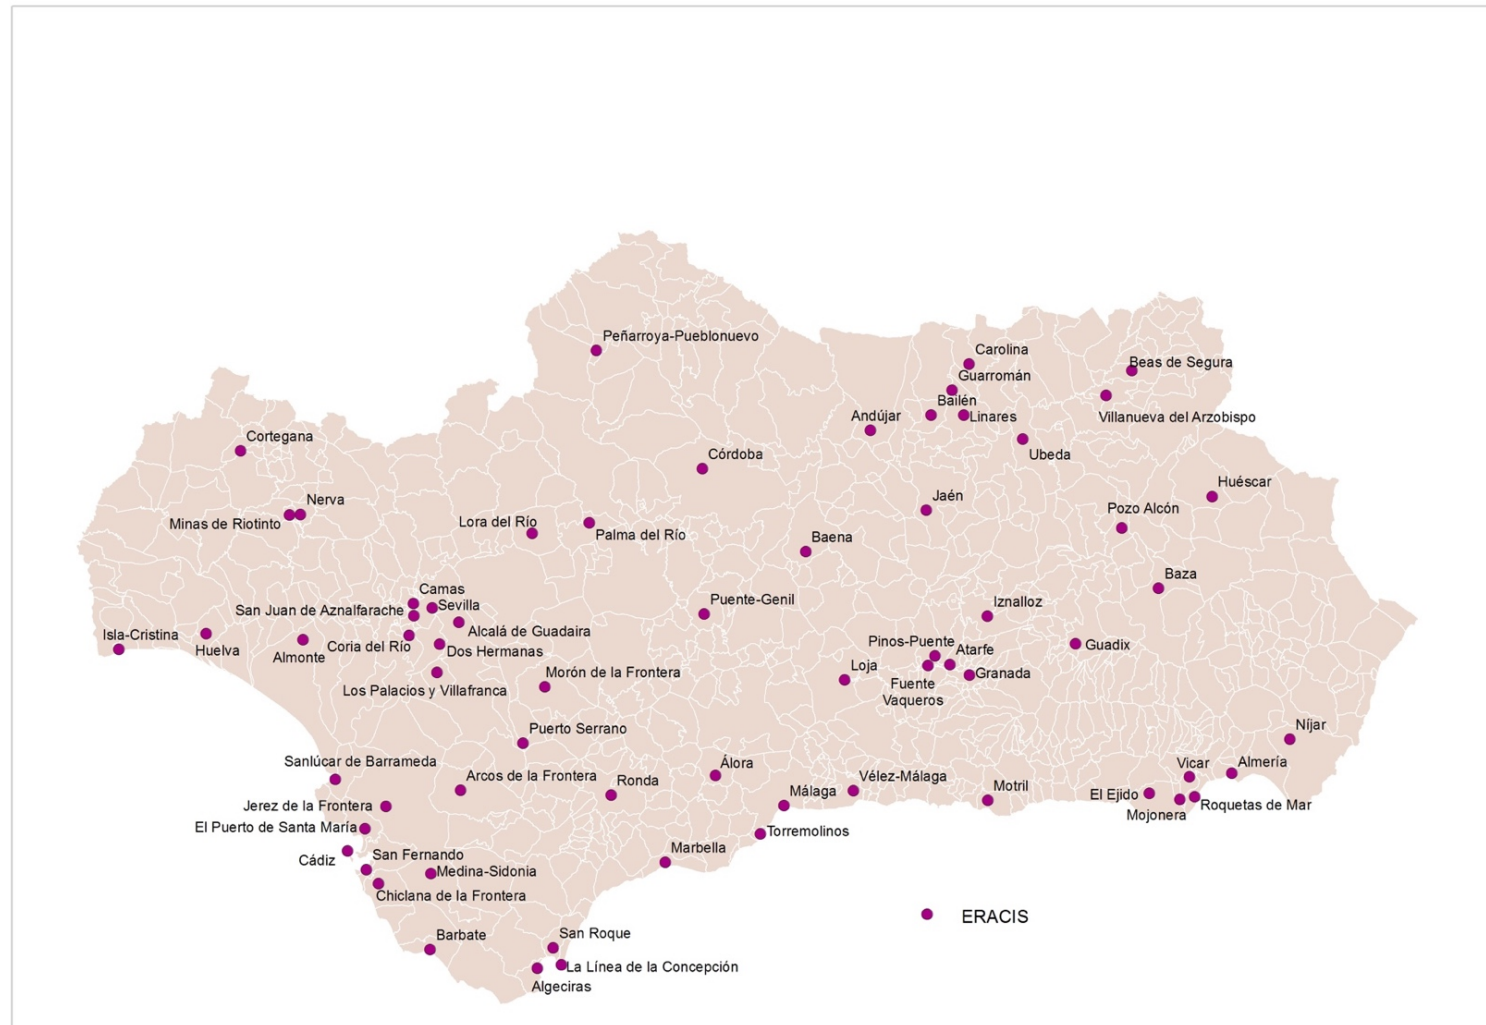 Peñarroya-Pueblonuevo
Carolina
Beas de Segura
Guarromán
Bailén
Linares
Andújar
Villanueva del Arzobispo
Cortegana
Ubeda
Córdoba
Huéscar
Nerva
Jaén
Minas de Riotinto
Lora del Río
Pozo Alcón
Palma del Río
Baena
Baza
Camas
Sevilla
San Juan de Aznalfarache
Puente-Genil
Iznalloz
Isla-Cristina
Alcalá de Guadaira
Huelva
Almonte
Coria del Río
Dos Hermanas
Pinos-Puente
Atarfe
Guadix
Loja
Granada
Fuente
Vaqueros
Morón de la Frontera
Los Palacios y Villafranca
Níjar
Puerto Serrano
Sanlúcar de Barrameda
Arcos de la Frontera
Ronda
Álora
Vélez-Málaga
Vicar
Almería
Málaga
Motril
El Ejido
Roquetas de Mar
Mojonera
Jerez de la Frontera
El Puerto de Santa María
Torremolinos
Marbella
Cádiz
San Fernando
Medina-Sidonia
Chiclana de la Frontera
ERACIS
Barbate
San Roque
La Línea de la Concepción
Algeciras